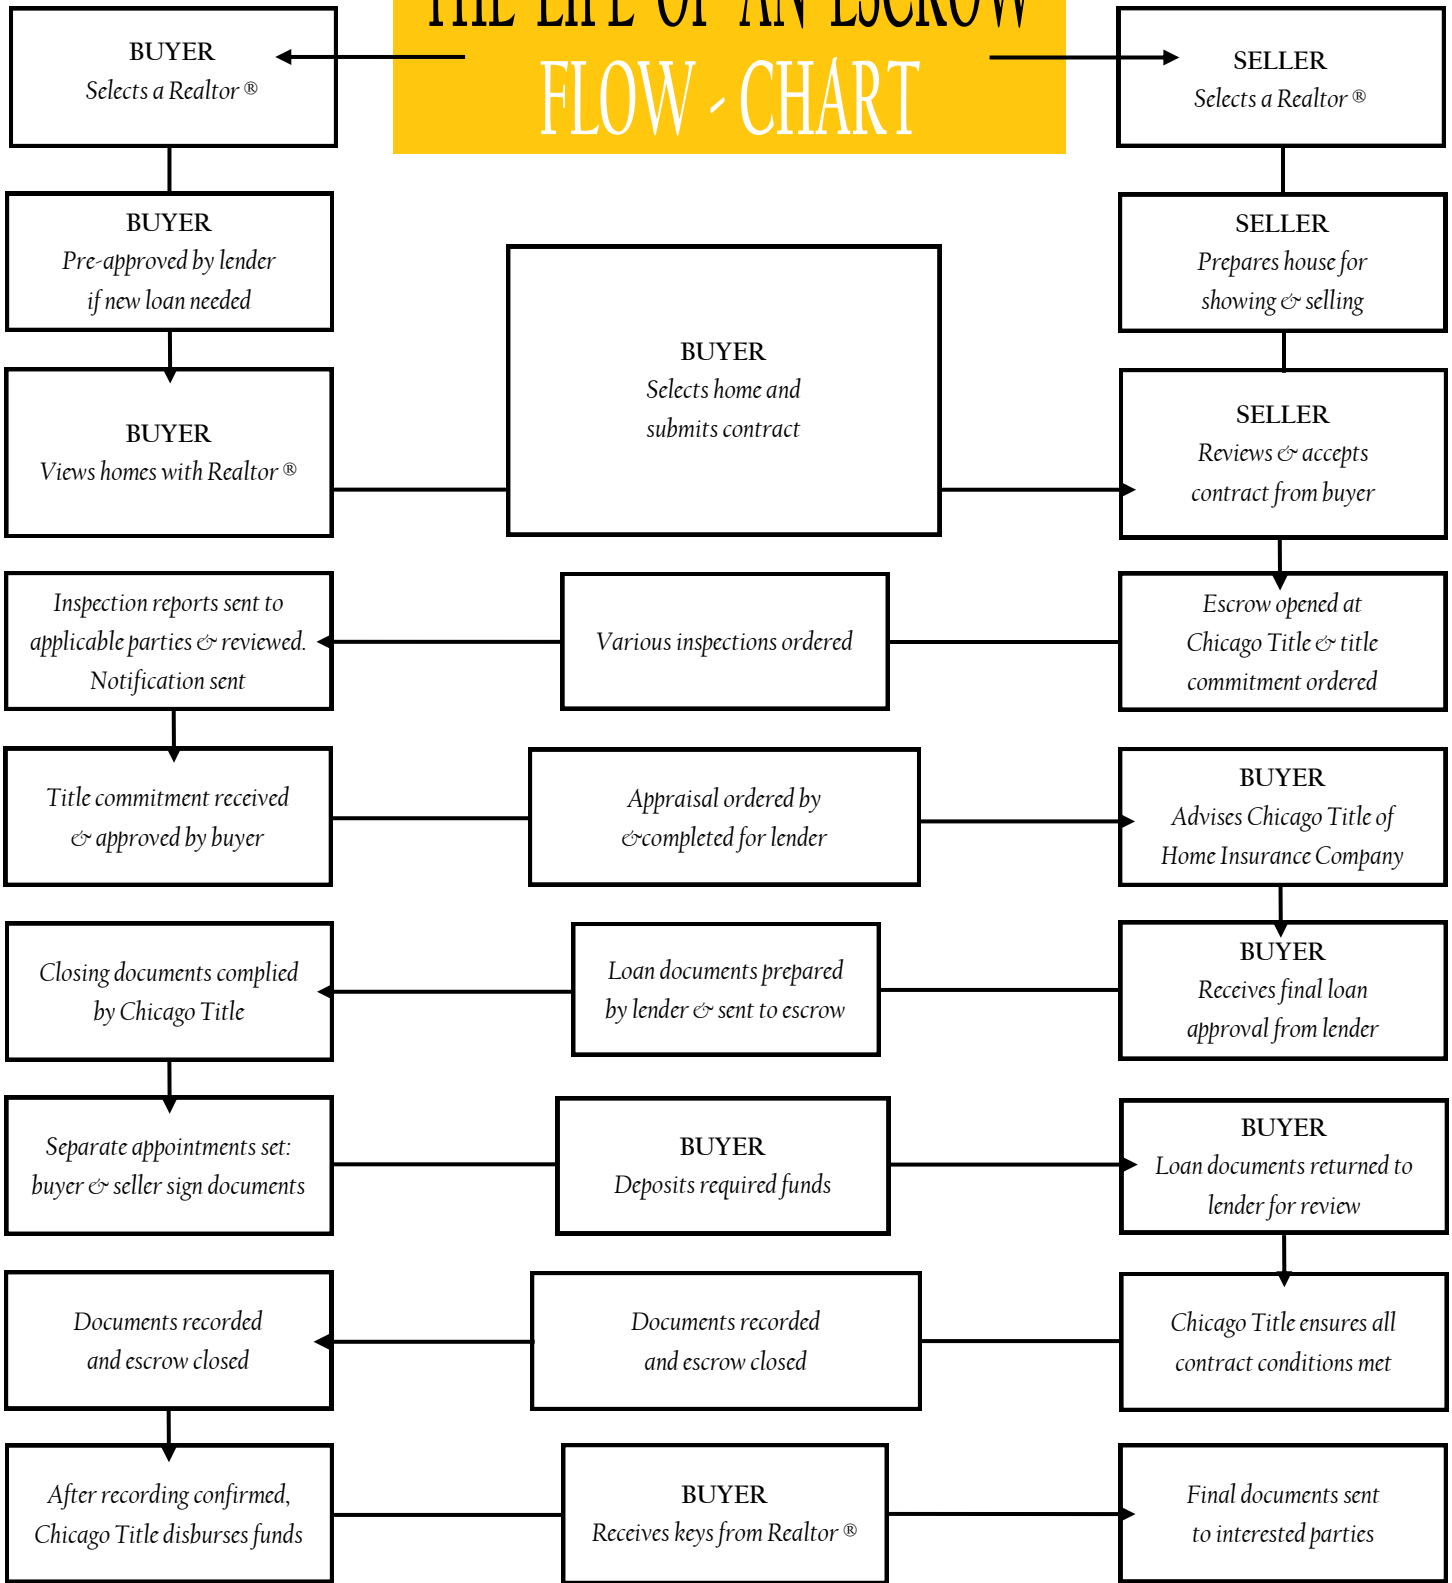 THE LIFE OF AN ESCROW
FLOW - CHART
BUYER
Selects a Realtor ®
SELLER
Selects a Realtor ®
BUYER
Pre-approved by lender
if new loan needed
SELLER
Prepares house for
showing & selling
BUYER
Views homes with Realtor ®
BUYER
Selects home and
submits contract
SELLER
Reviews & accepts
contract from buyer
Inspection reports sent to
applicable parties & reviewed.
Notification sent
Various inspections ordered
Escrow opened at
Chicago Title & title
commitment ordered
Title commitment received
& approved by buyer
Appraisal ordered by
&completed for lender
BUYER
Advises Chicago Title of
Home Insurance Company
Closing documents complied
by Chicago Title
Loan documents prepared
by lender & sent to escrow
BUYER
Receives final loan
approval from lender
Separate appointments set:
buyer & seller sign documents
BUYER
Deposits required funds
BUYER
Loan documents returned to
lender for review
Documents recorded
and escrow closed
Documents recorded
and escrow closed
Chicago Title ensures all
contract conditions met
After recording confirmed,
Chicago Title disburses funds
BUYER
Receives keys from Realtor ®
Final documents sent
to interested parties